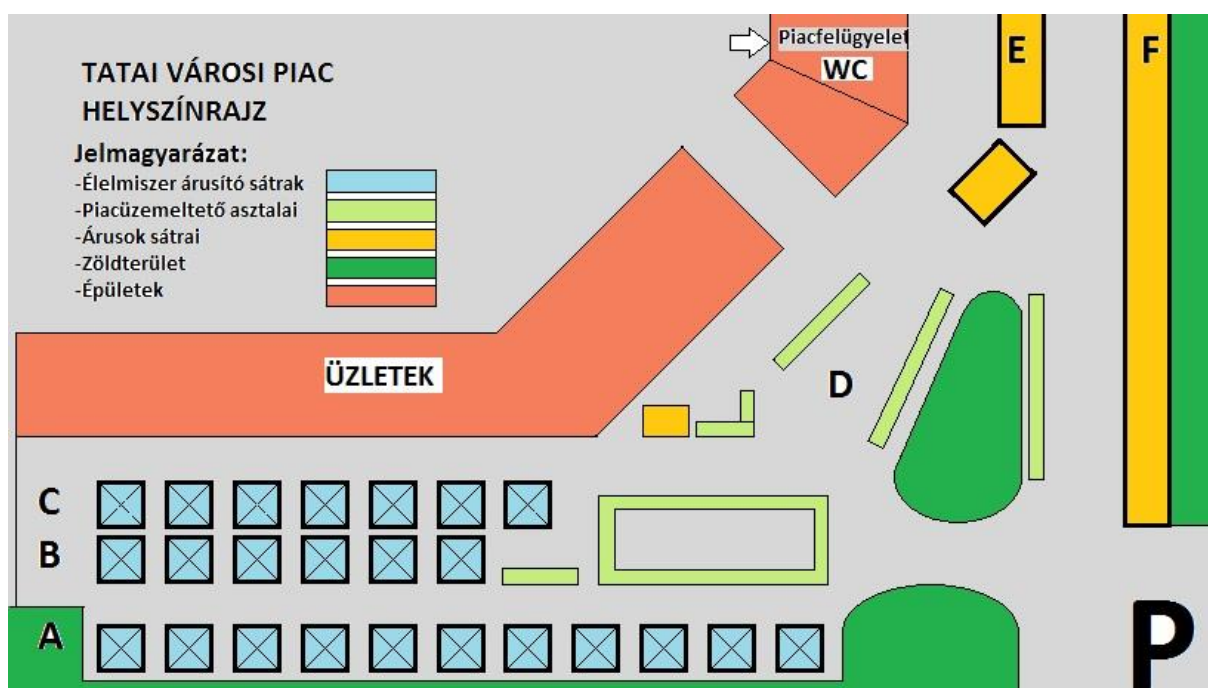 TATAI VÁROSI PIAC
HELYSZÍNRAJZ
Jelmagyarázat:
-Élelmiszer árusító sátrak
-Piacüzemeltető asztalai
-Árusok sátrai
-Zöldterület
-Épületek
Piacfelügyelet
WC
E
F
ÜZLETEK
D
C
B
A
P